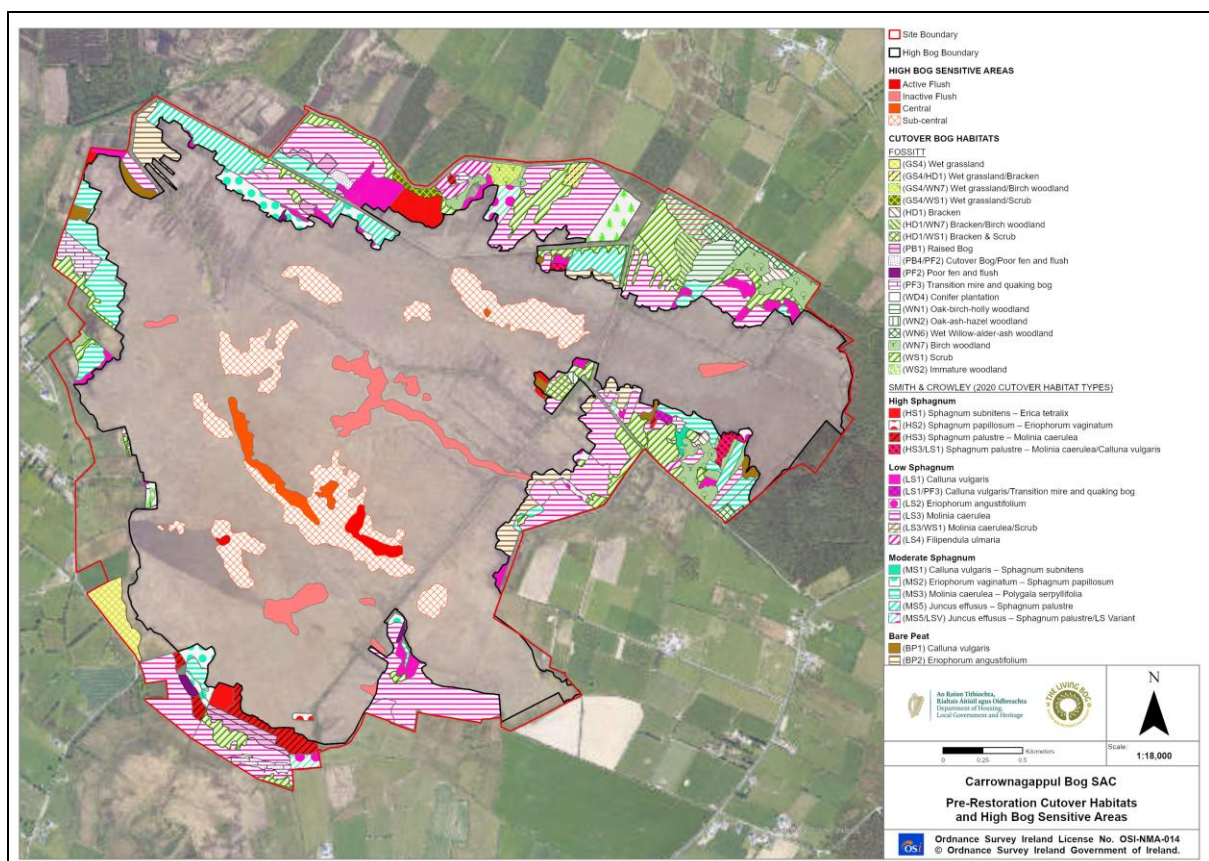 Site Boundary
High Bog Boundary
HIGH BOG SENSITIVE AREAS
Active Flush
Inactive Flush
Central
Sub-central
CUTOVER BOG HABITATS
FOSSITT
(GS4) Wet grassland
(GS4/HD1) Wet grassland/Bracken
(GS4/WN7) Wet grassland/Birch woodland
(GS4/WS1) Wet grassland/Scrub
(HD1) Bracken
(HD1/WN7) Bracken/Birch woodland
(HD1/WS1) Bracken & Scrub
(PB1) Raised Bog
(PB4/PF2) Cutover Bog/Poor fen and flush
(PF2) Poor fen and flush
(PF3) Transition mire and quaking bog
(WD4) Conifer plantation
(WN1) Oak-birch-holly woodland
(WN2) Oak-ash-hazel woodland
(WN6) Wet Willow-alder-ash woodland
(WN7) Birch woodland
(WS1) Scrub
(WS2) Immature woodland
SMITH & CROWLEY (2020 CUTOVER HABITAT TYPES)
High Sphagnum
(HS1) Sphagnum subnitens – Erica tetralix
(HS2) Sphagnum papillosum – Eriophorum vaginatum
(HS3) Sphagnum palustre – Molinia caerulea
(HS3/LS1) Sphagnum palustre – Molinia caerulea/Calluna vulgaris
Low Sphagnum
(LS1) Calluna vulgaris
(LS1/PF3) Calluna vulgaris/Transition mire and quaking bog
(LS2) Eriophorum angustifolium
(LS3) Molinia caerulea
(LS3/WS1) Molinia caerulea/Scrub
(LS4) Filipendula ulmaria
Moderate Sphagnum
(MS1) Calluna vulgaris – Sphagnum subnitens
(MS2) Eriophorum vaginatum – Sphagnum papillosum
(MS3) Molinia caerulea – Polygala serpyllifolia
(MS5) Juncus effusus – Sphagnum palustre
(MS5/LSV) Juncus effusus – Sphagnum palustre/LS Variant
Bare Peat
(BP1) Calluna vulgaris
(BP2) Eriophorum angustifolium
An Roinn Tithíochta,
Rialtais Áitiúil agus Oidhreachta
Department of Housing,
Local Government and Heritage
THE LIVING BOG
N
Kilometers
0 0.25 0.5
Scale:
1:18,000
Carrownagappul Bog SAC
Pre-Restoration Cutover Habitats
and High Bog Sensitive Areas
OSi
Ordnance Survey Ireland License No. OSI-NMA-014
© Ordnance Survey Ireland Government of Ireland.